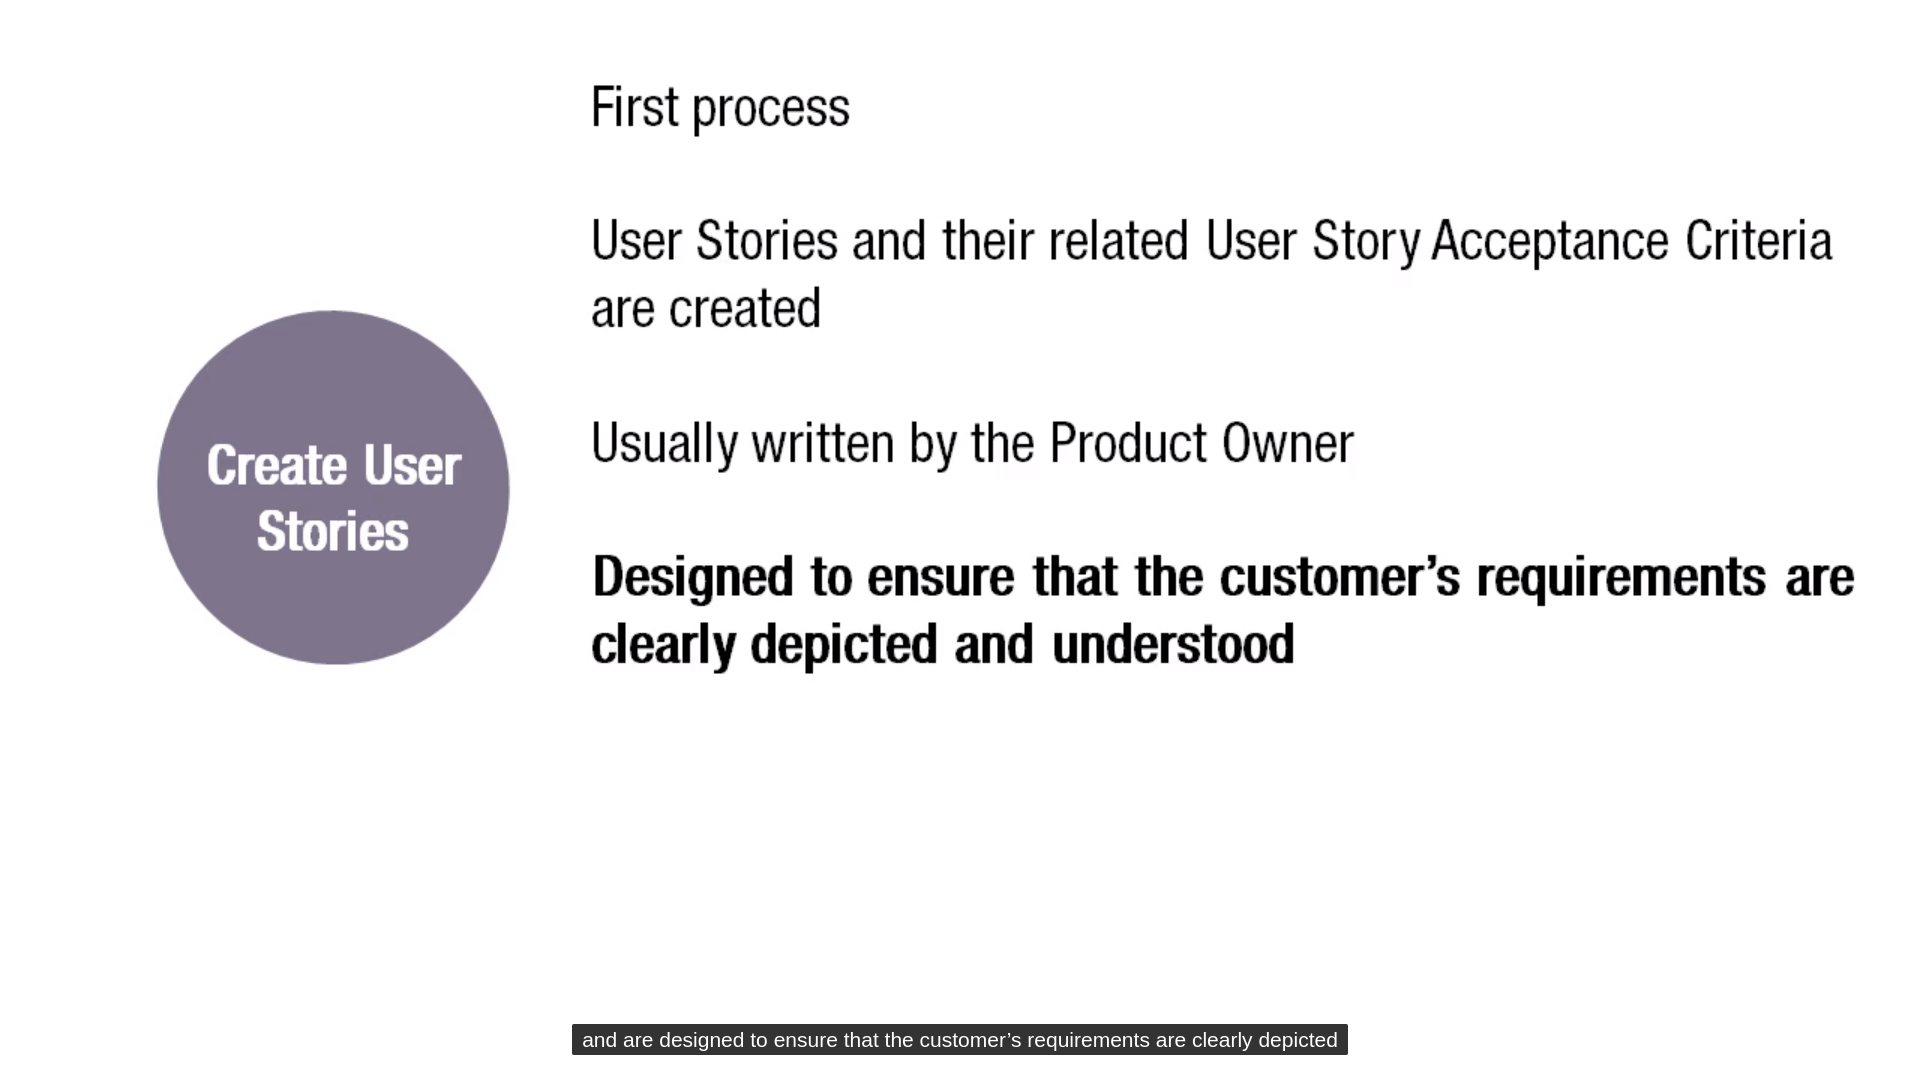 First process
User Stories and their related User Story Acceptance Criteria
are created
Create User
Stories
Usually written by the Product Owner
Designed to ensure that the customer’s requirements are
clearly depicted and understood
and are designed to ensure that the customer’s requirements are clearly depicted